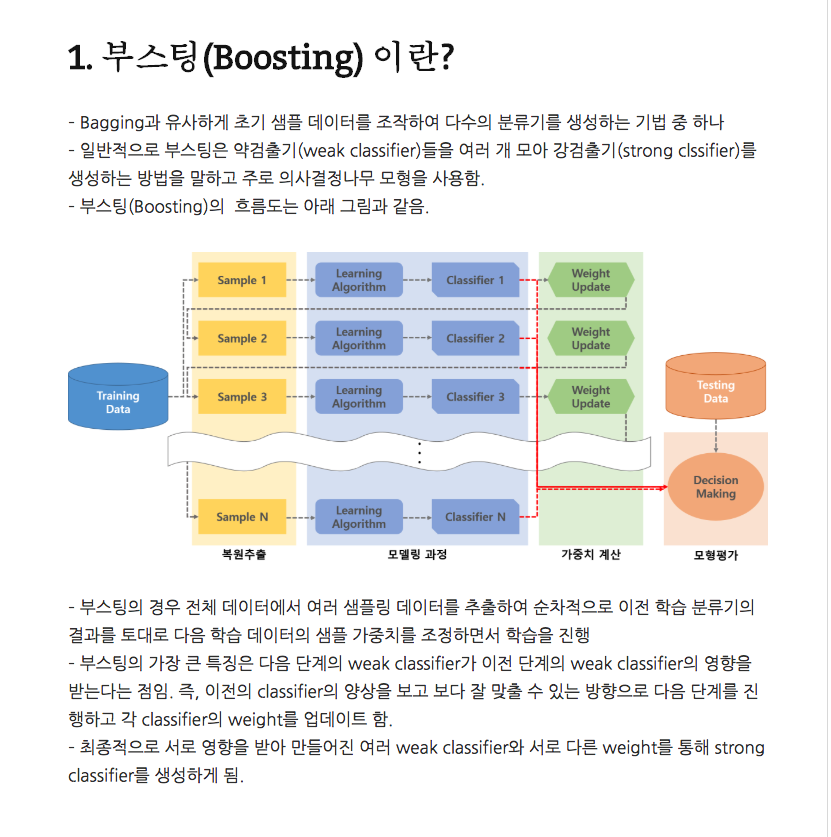 1. 부스팅(Boosting) 이란?
- Bagging과 유사하게 초기 샘플 데이터를 조작하여 다수의 분류기를 생성하는 기법 중 하나
- 일반적으로 부스팅은 약검출기(weak classifier)들을 여러 개 모아 강검출기(strong clssifier)를
생성하는 방법을 말하고 주로 의사결정나무 모형을 사용함.
- 부스팅(Boosting)의 흐름도는 아래 그림과 같음.
Training
Data
Sample 1
Learning
Algorithm
Classifier 1
Weight
Update
Sample 2
Learning
Algorithm
Classifier 2
Weight
Update
Sample 3
Learning
Algorithm
Classifier 3
Weight
Update
Testing
Data
Sample N
Learning
Algorithm
Classifier N
Decision
Making
복원추출
모델링 과정
가중치 계산
모형평가
- 부스팅의 경우 전체 데이터에서 여러 샘플링 데이터를 추출하여 순차적으로 이전 학습 분류기의
결과를 토대로 다음 학습 데이터의 샘플 가중치를 조정하면서 학습을 진행
- 부스팅의 가장 큰 특징은 다음 단계의 weak classifier가 이전 단계의 weak classifier의 영향을
받는다는 점임. 즉, 이전의 classifier의 양상을 보고 보다 잘 맞출 수 있는 방향으로 다음 단계를 진
행하고 각 classifier의 weight를 업데이트 함.
- 최종적으로 서로 영향을 받아 만들어진 여러 weak classifier와 서로 다른 weight를 통해 strong
classifier를 생성하게 됨.